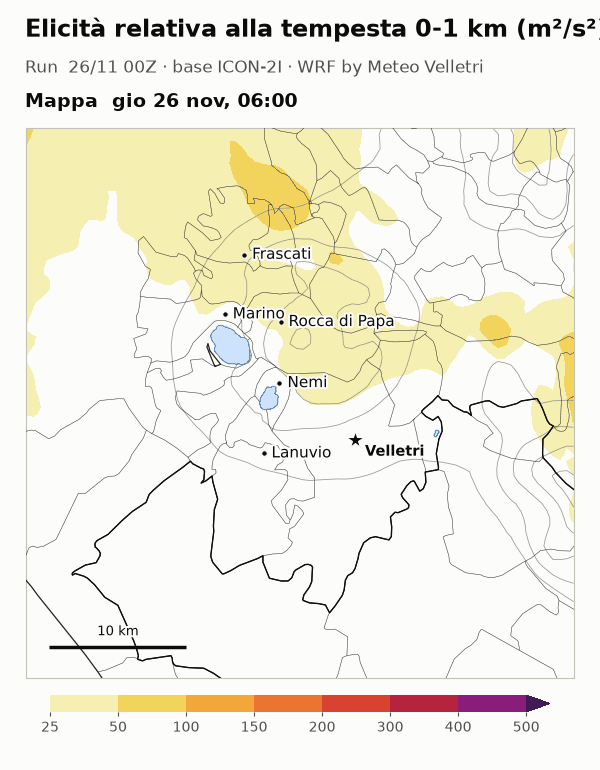 Elicità relativa alla tempesta 0-1 km (m²/s²)
Run  26/11 00Z · base ICON-2I · WRF by Meteo Velletri
Mappa  gio 26 nov, 06:00
Frascati
Marino
Rocca di Papa
Nemi
Velletri
Lanuvio
10 km
25 50 100 150 200 300 400 500